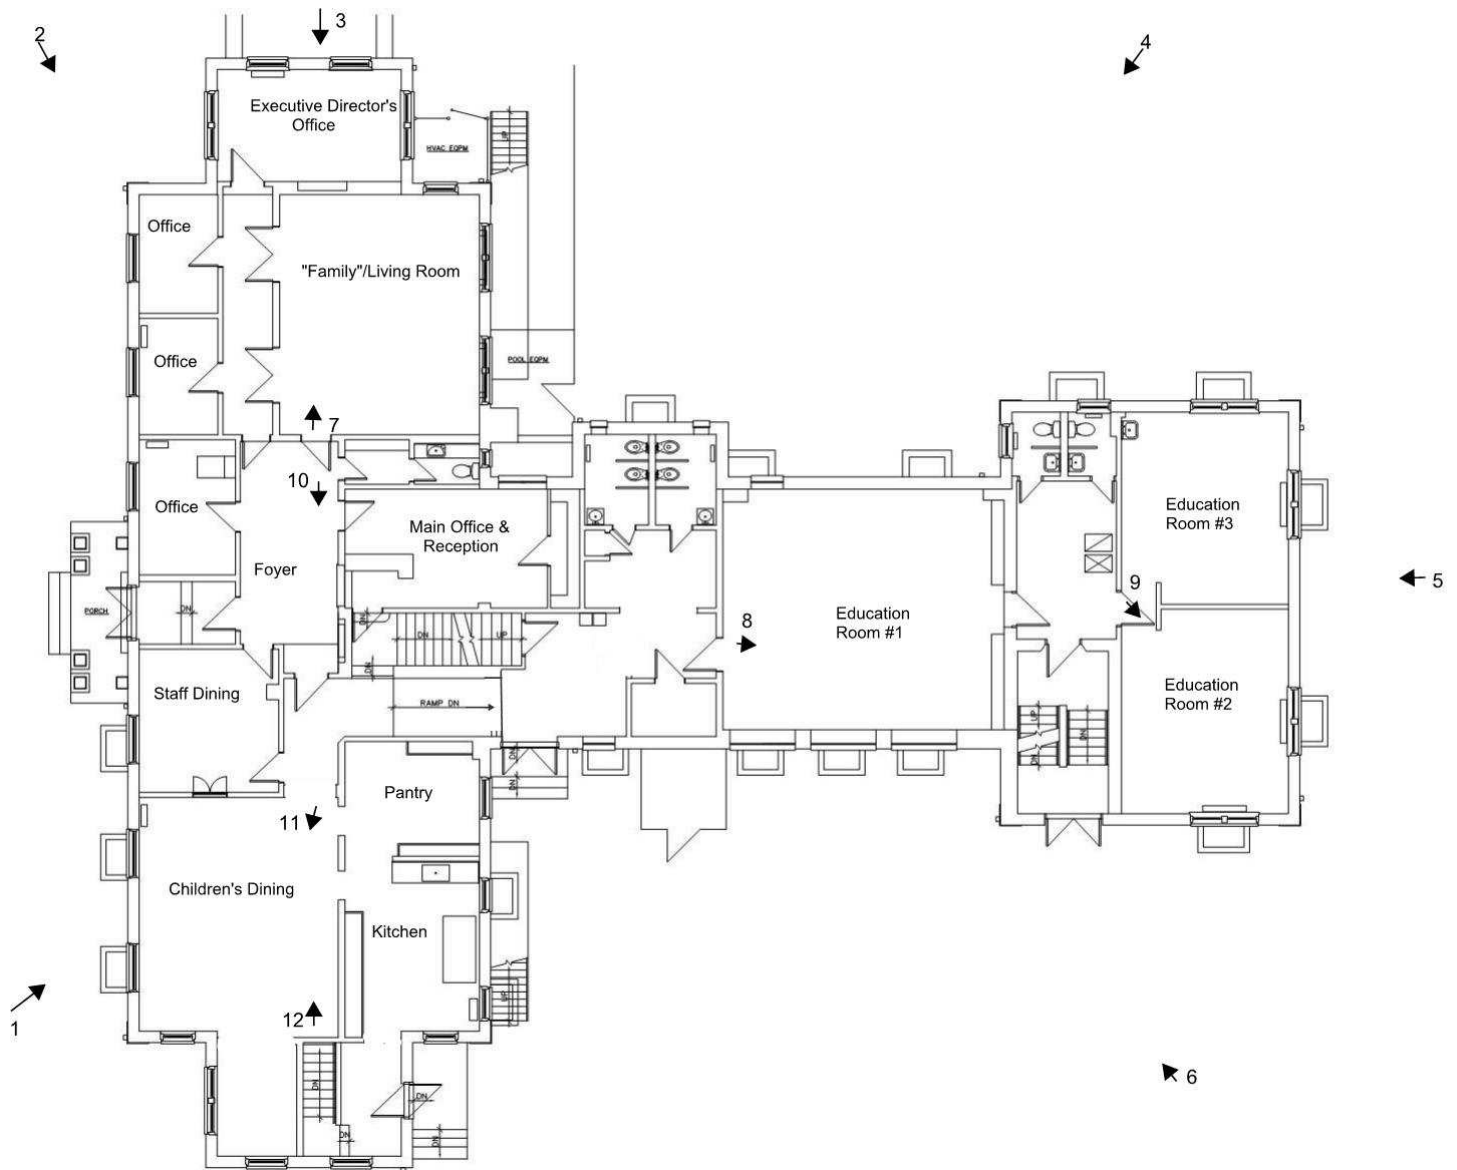 2
3
4
Executive Director's
Office
UP
HVAC EQPM
Office
"Family"/Living Room
Office
POOL EQPM
7
10
Office
Main Office &
Reception
Education
Room #3
Foyer
5
9
PORCH
DN
DN
DN
UP
8
Education
Room #1
DN
Staff Dining
RAMP DN
Education
Room #2
UP
DN
DN
DN
DN
Pantry
11
Children's Dining
Kitchen
UP
1
12
6
DN
DN
DN
DN